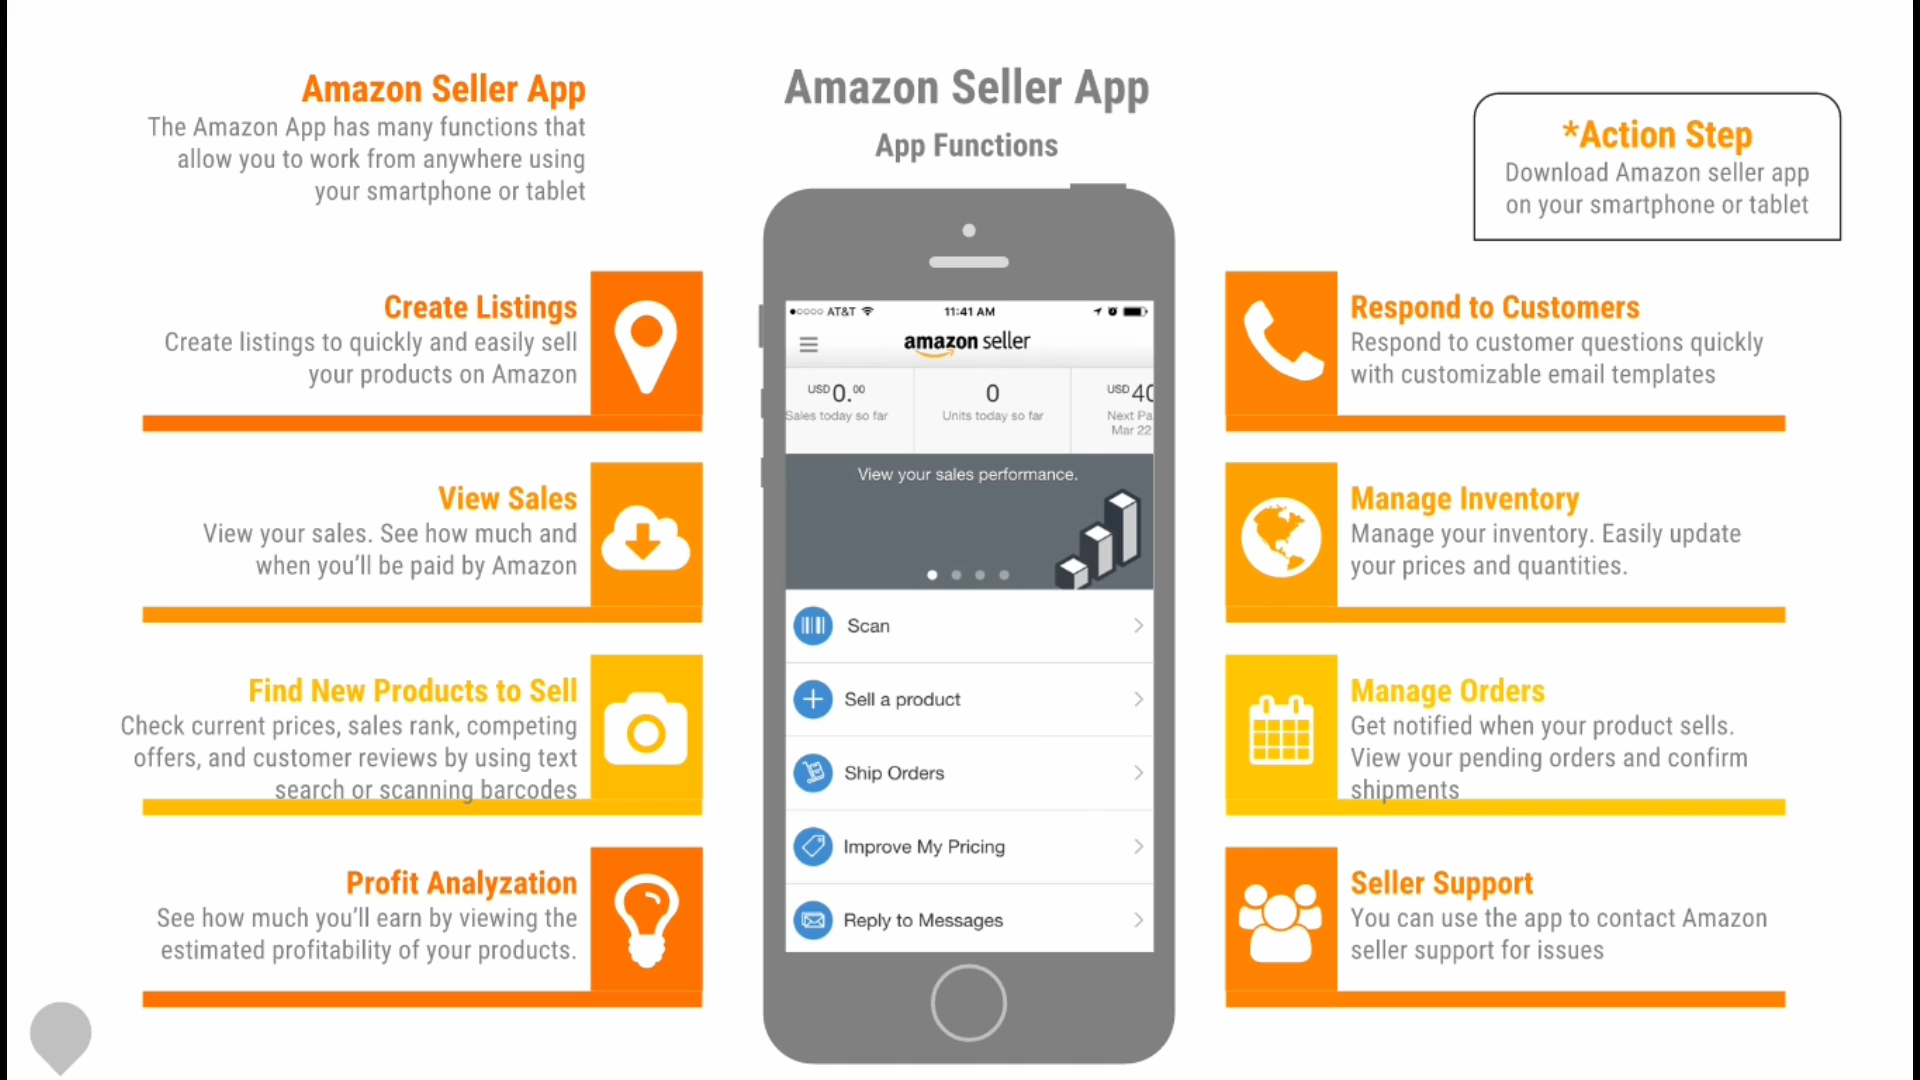 Amazon Seller App
The Amazon App has many functions that
allow you to work from anywhere using
your smartphone or tablet
Amazon Seller App
App Functions
*Action Step
Download Amazon seller app
on your smartphone or tablet
Create Listings
Create listings to quickly and easily sell
your products on Amazon
View Sales
View your sales. See how much and
when you'll be paid by Amazon
Find New Products to Sell
Check current prices, sales rank, competing
offers, and customer reviews by using text
search or scanning barcodes
Profit Analyzation
See how much you'll earn by viewing the
estimated profitability of your products.
AT&T 11:41 AM
amazon seller
USD 0.00 0 USD 40
Sales today so far Units today so far Next Pa
Mar 22
View your sales performance.
Scan
Sell a product
Ship Orders
Improve My Pricing
Reply to Messages
Respond to Customers
Respond to customer questions quickly
with customizable email templates
Manage Inventory
Manage your inventory. Easily update
your prices and quantities.
Manage Orders
Get notified when your product sells.
View your pending orders and confirm
shipments
Seller Support
You can use the app to contact Amazon
seller support for issues